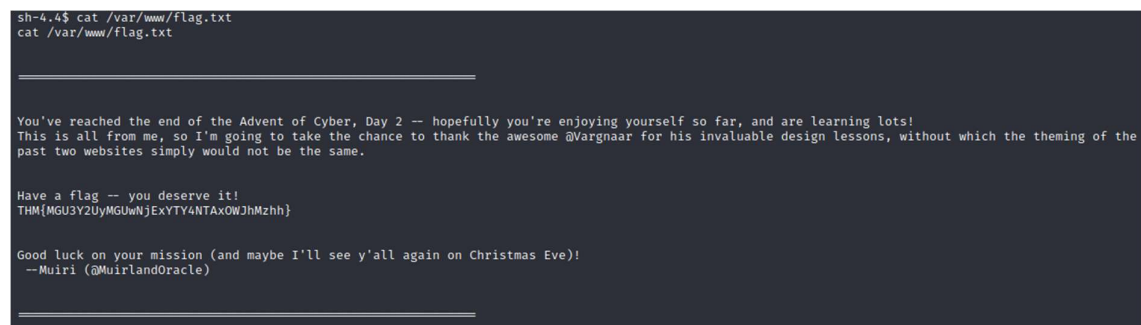 sh-4.4$ cat /var/www/flag.txt
cat /var/www/flag.txt
You've reached the end of the Advent of Cyber, Day 2 -- hopefully you're enjoying yourself so far, and are learning lots!
This is all from me, so I'm going to take the chance to thank the awesome @Vargnaar for his invaluable design lessons, without which the theming of the
past two websites simply would not be the same.
Have a flag -- you deserve it!
THM{MGU3Y2UyMGUwNjExYTY4NTAxOWJhMzhh}
Good luck on your mission (and maybe I'll see y'all again on Christmas Eve)!
--Muiri (@MuirlandOracle)